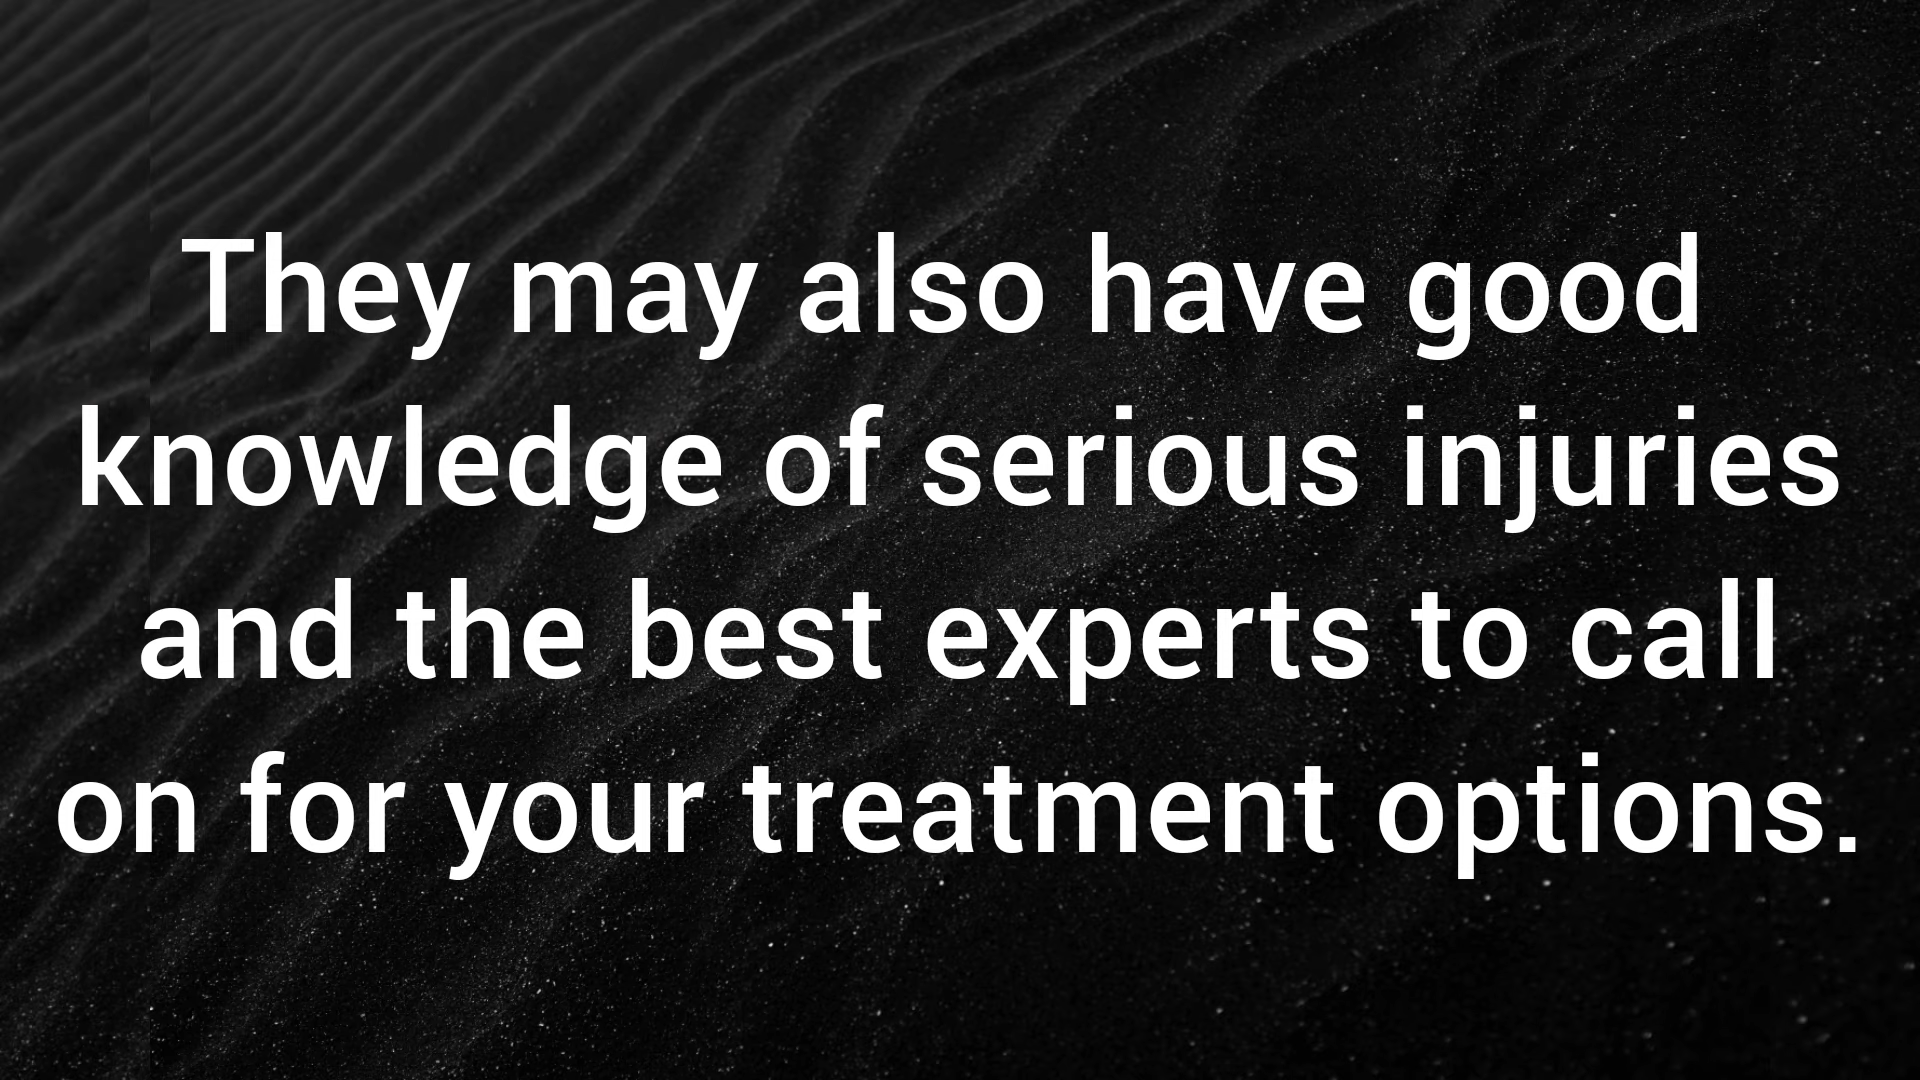 They may also have good
knowledge of serious injuries
and the best experts to call
on for your treatment options.